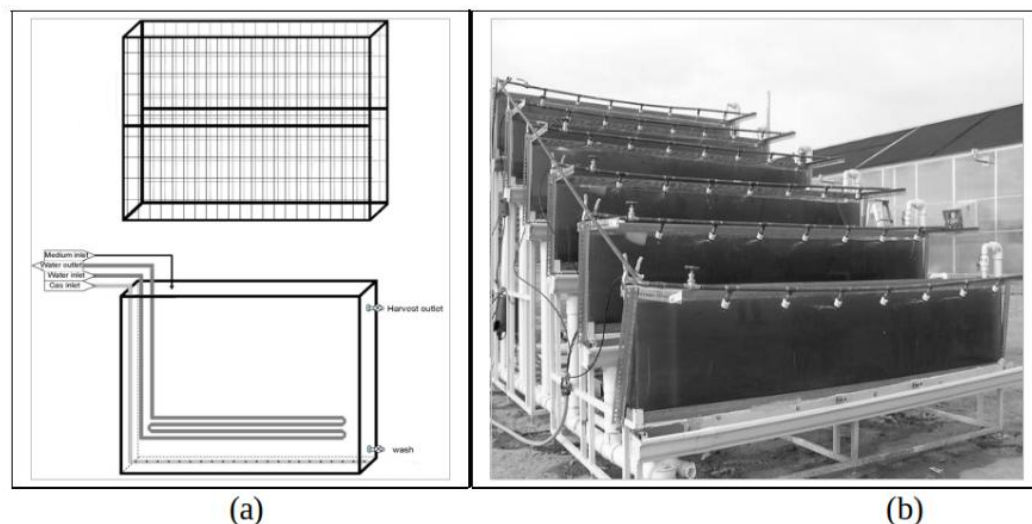 Medium inlet
Water outlet
Water inlet
Gas inlet
Harvest outlet
wash
(a)
(b)